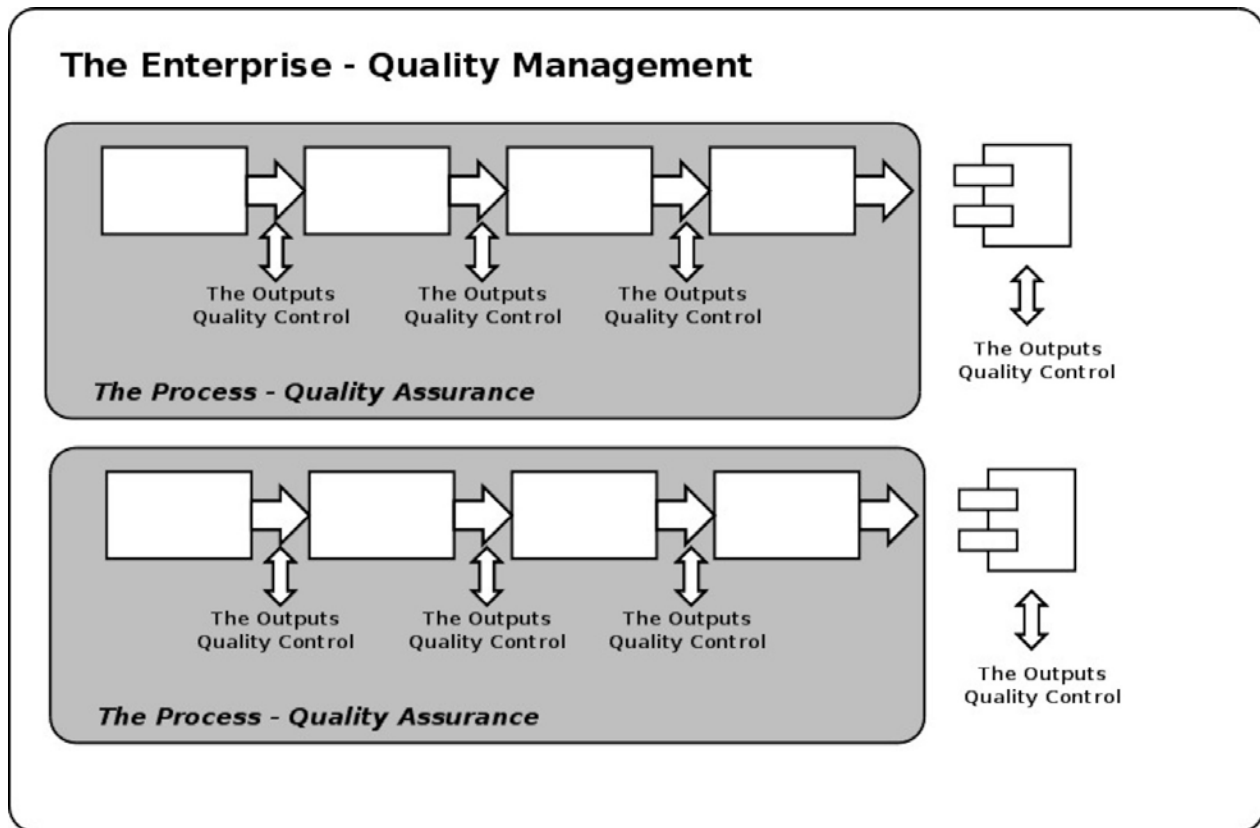 The Enterprise - Quality Management
The Outputs
Quality Control
The Outputs
Quality Control
The Outputs
Quality Control
The Outputs
Quality Control
The Process - Quality Assurance
The Outputs
Quality Control
The Outputs
Quality Control
The Outputs
Quality Control
The Outputs
Quality Control
The Process - Quality Assurance